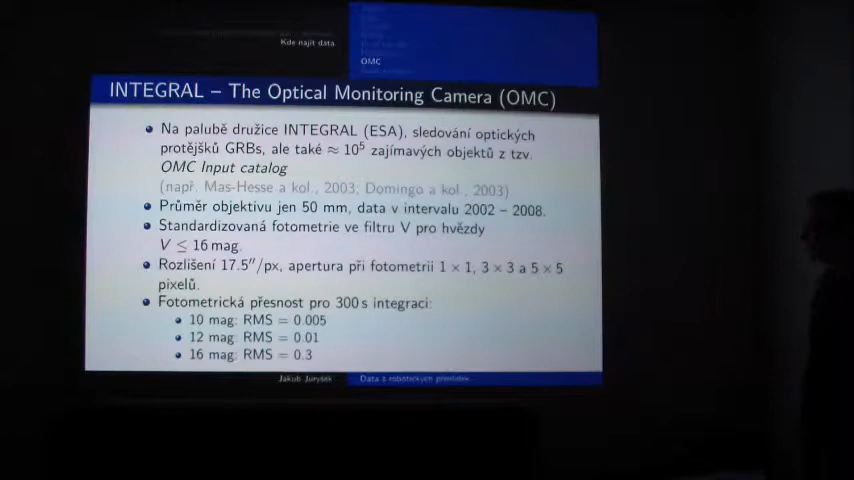 Kde najít data
OMC
INTEGRAL – The Optical Monitoring Camera (OMC)
Na palubě družice INTEGRAL (ESA), sledování optických
protějšků GRBs, ale také ≈ 10⁵ zajímavých objektů z tzv.
OMC Input catalog
(např. Mas-Hesse a kol., 2003; Domingo a kol., 2003)
Průměr objektivu jen 50 mm, data v intervalu 2002 – 2008.
Standardizovaná fotometrie ve filtru V pro hvězdy
V ≤ 16 mag.
Rozlišení 17.5″/px, apertura při fotometrii 1 × 1, 3 × 3 a 5 × 5
pixelů.
Fotometrická přesnost pro 300 s integraci:
10 mag: RMS = 0.005
12 mag: RMS = 0.01
16 mag: RMS = 0.3
Jakub Juryšek
Data z robotických přehlídek